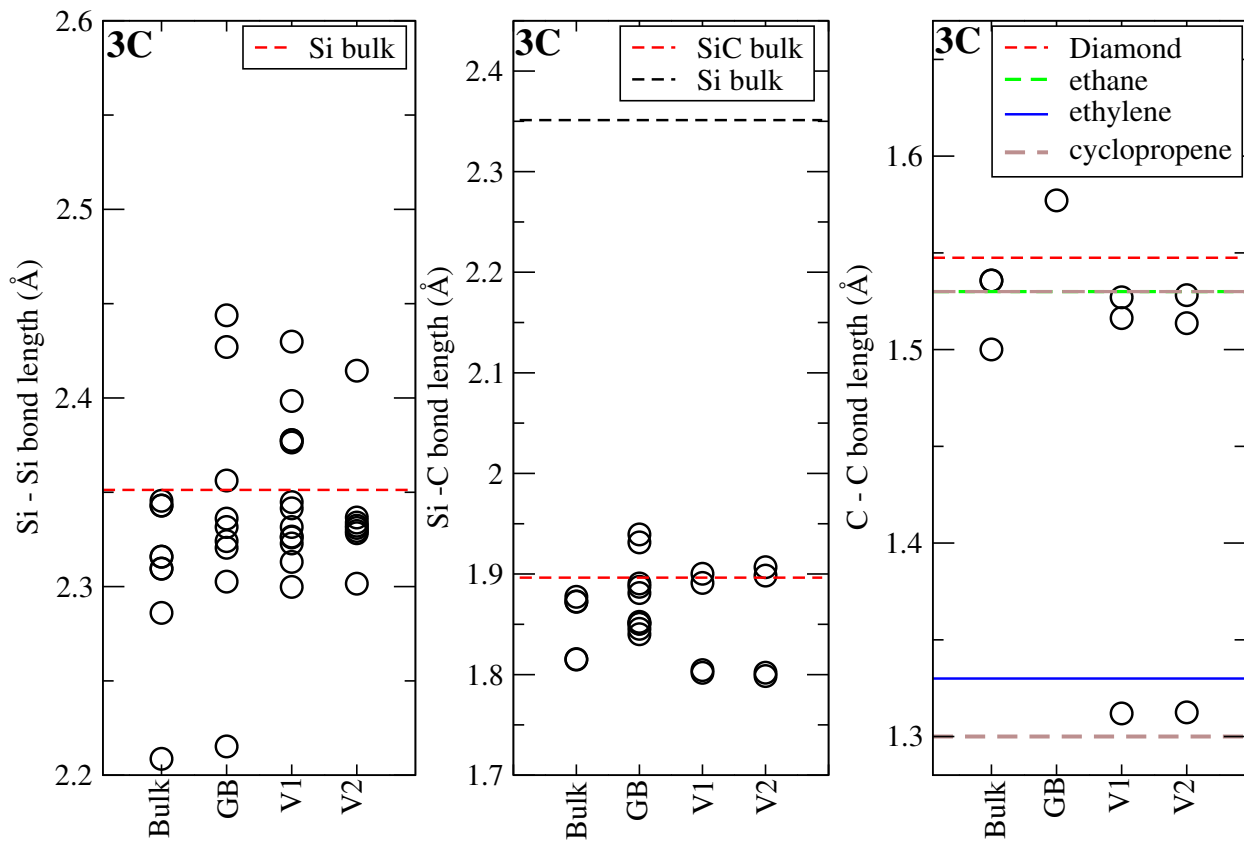 3C
Si bulk
2.6
2.5
2.4
2.3
2.2
Si - Si bond length (Å)
Bulk
GB
V1
V2
3C
SiC bulk
Si bulk
2.4
2.3
2.2
2.1
2
1.9
1.8
1.7
Si -C bond length (Å)
Bulk
GB
V1
V2
3C
Diamond
ethane
ethylene
cyclopropene
1.6
1.5
1.4
1.3
C - C bond length (Å)
Bulk
GB
V1
V2